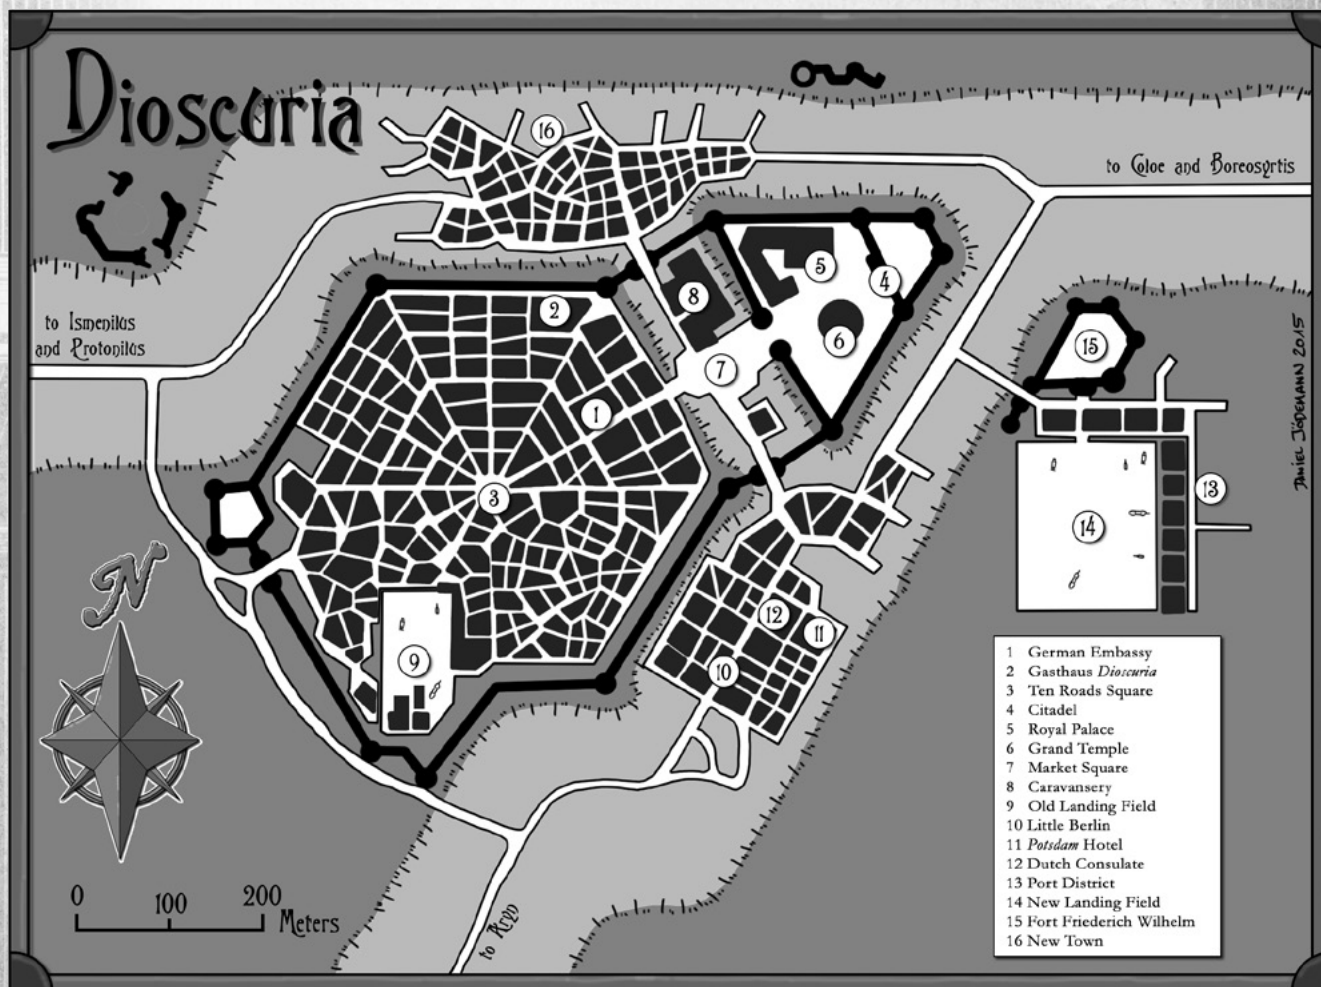 Dioscuria
16
to Coloe and Boreosyrtis
5
4
8
2
6
to Ismenius
and Protonilus
15
7
1
3
13
14
N
12
11
9
10
DANIEL JÖDEMANN 2015
1 German Embassy
2 Gasthaus Dioscuria
3 Ten Roads Square
4 Citadel
5 Royal Palace
6 Grand Temple
7 Market Square
8 Caravansery
9 Old Landing Field
10 Little Berlin
11 Potsdam Hotel
12 Dutch Consulate
13 Port District
14 New Landing Field
15 Fort Friederich Wilhelm
16 New Town
0 100 200 Meters
to Argo